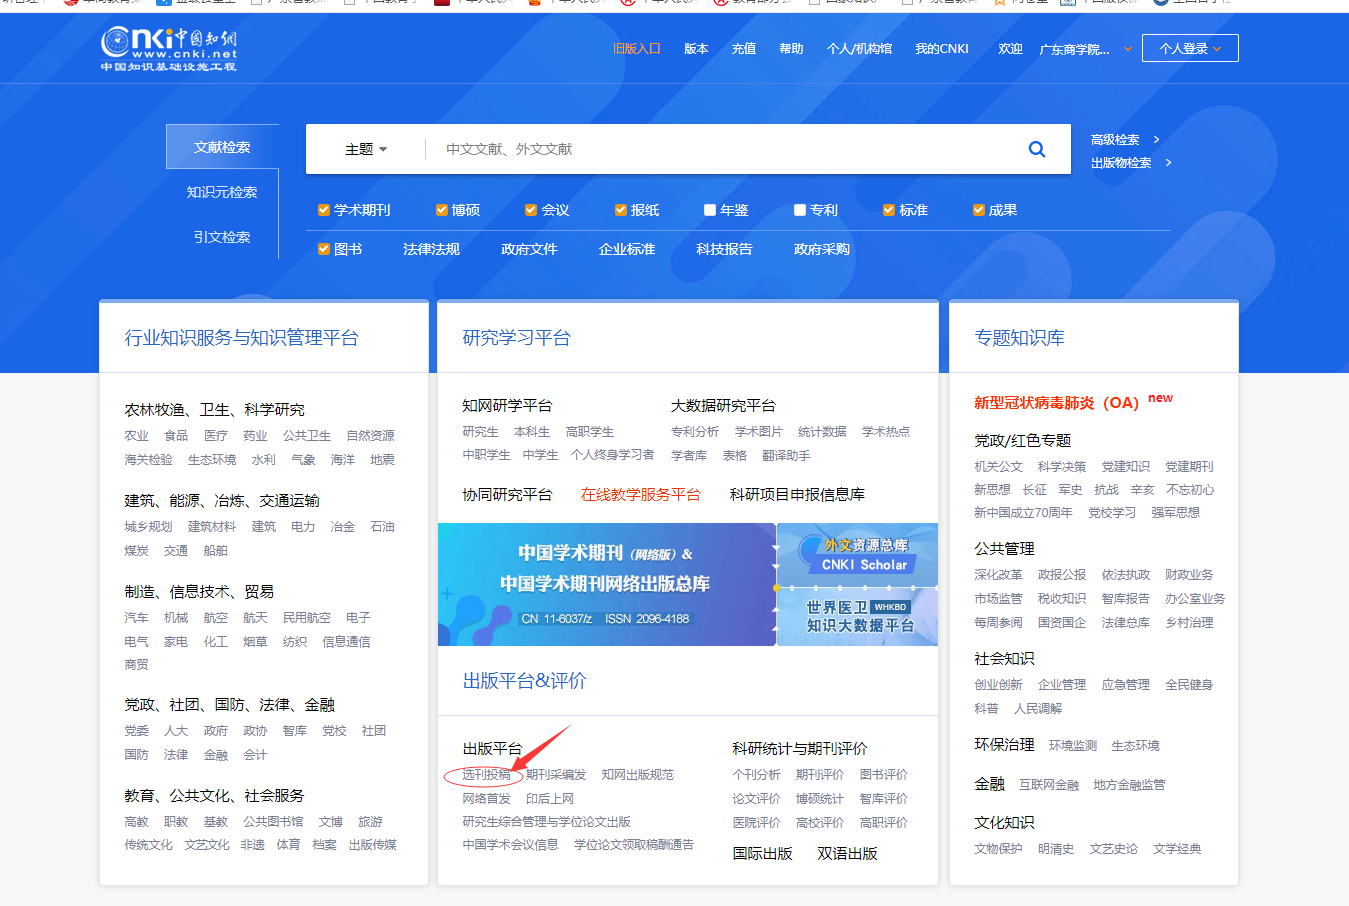 Cnki中国知网
www.cnki.net
中国知识基础设施工程
旧版入口 版本 充值 帮助 个人/机构馆 我的CNKI 欢迎 广东商学院... 个人登录
文献检索
知识元检索
引文检索
主题 中文文献、外文文献
高级检索 >
出版物检索 >
学术期刊 博硕 会议 报纸 年鉴 专利 标准 成果
图书 法律法规 政府文件 企业标准 科技报告 政府采购
行业知识服务与知识管理平台
农林牧渔、卫生、科学研究
农业 食品 医疗 药业 公共卫生 自然资源
海关检验 生态环境 水利 气象 海洋 地震
建筑、能源、冶炼、交通运输
城乡规划 建筑材料 建筑 电力 冶金 石油
煤炭 交通 船舶
制造、信息技术、贸易
汽车 机械 航空 航天 民用航空 电子
电气 家电 化工 烟草 纺织 信息通信
商贸
党政、社团、国防、法律、金融
党委 人大 政府 政协 智库 党校 社团
国防 法律 金融 会计
教育、公共文化、社会服务
高教 职教 基教 公共图书馆 文博 旅游
传统文化 文艺文化 非遗 体育 档案 出版传媒
研究学习平台
知网研学平台
研究生 本科生 高职学生
中职学生 中学生 个人终身学习者
大数据研究平台
专利分析 学术图片 统计数据 学术热点
学者库 表格 翻译助手
协同研究平台 在线教学服务平台 科研项目申报信息库
中国学术期刊（网络版）&
中国学术期刊网络出版总库
CN 11-6037/z ISSN 2096-4188
外文资源总库
CNKI Scholar
世界医卫 WHKBD
知识大数据平台
出版平台&评价
出版平台
选刊投稿 期刊采编发 知网出版规范
网络首发 印后上网
研究生综合管理与学位论文出版
中国学术会议信息 学位论文领取稿酬通告
科研统计与期刊评价
个刊分析 期刊评价 图书评价
论文评价 博硕统计 智库评价
医院评价 高校评价 高职评价
国际出版 双语出版
专题知识库
新型冠状病毒肺炎（OA） new
党政/红色专题
机关公文 科学决策 党建知识 党建期刊
新思想 长征 军史 抗战 辛亥 不忘初心
新中国成立70周年 党校学习 强军思想
公共管理
深化改革 政报公报 依法执政 财政业务
市场监管 税收知识 智库报告 办公室业务
每周参阅 国资国企 法律总库 乡村治理
社会知识
创业创新 企业管理 应急管理 全民健身
科普 人民调解
环保治理 环境监测 生态环境
金融 互联网金融 地方金融监管
文化知识
文物保护 明清史 文艺史论 文学经典